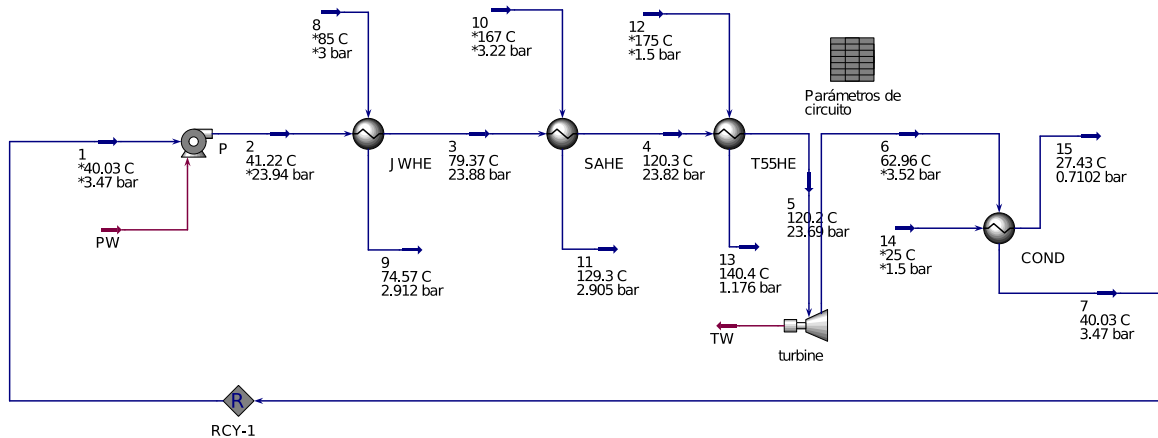 8
*85 C
*3 bar
10
*167 C
*3.22 bar
12
*175 C
*1.5 bar
Parámetros de
circuito
1
*40.03 C
*3.47 bar
P
2
41.22 C
*23.94 bar
JWHE
3
79.37 C
23.88 bar
SAHE
4
120.3 C
23.82 bar
T55HE
6
62.96 C
*3.52 bar
15
27.43 C
0.7102 bar
5
120.2 C
23.69 bar
PW
14
*25 C
*1.5 bar
COND
9
74.57 C
2.912 bar
11
129.3 C
2.905 bar
13
140.4 C
1.176 bar
7
40.03 C
3.47 bar
TW
turbine
R
RCY-1